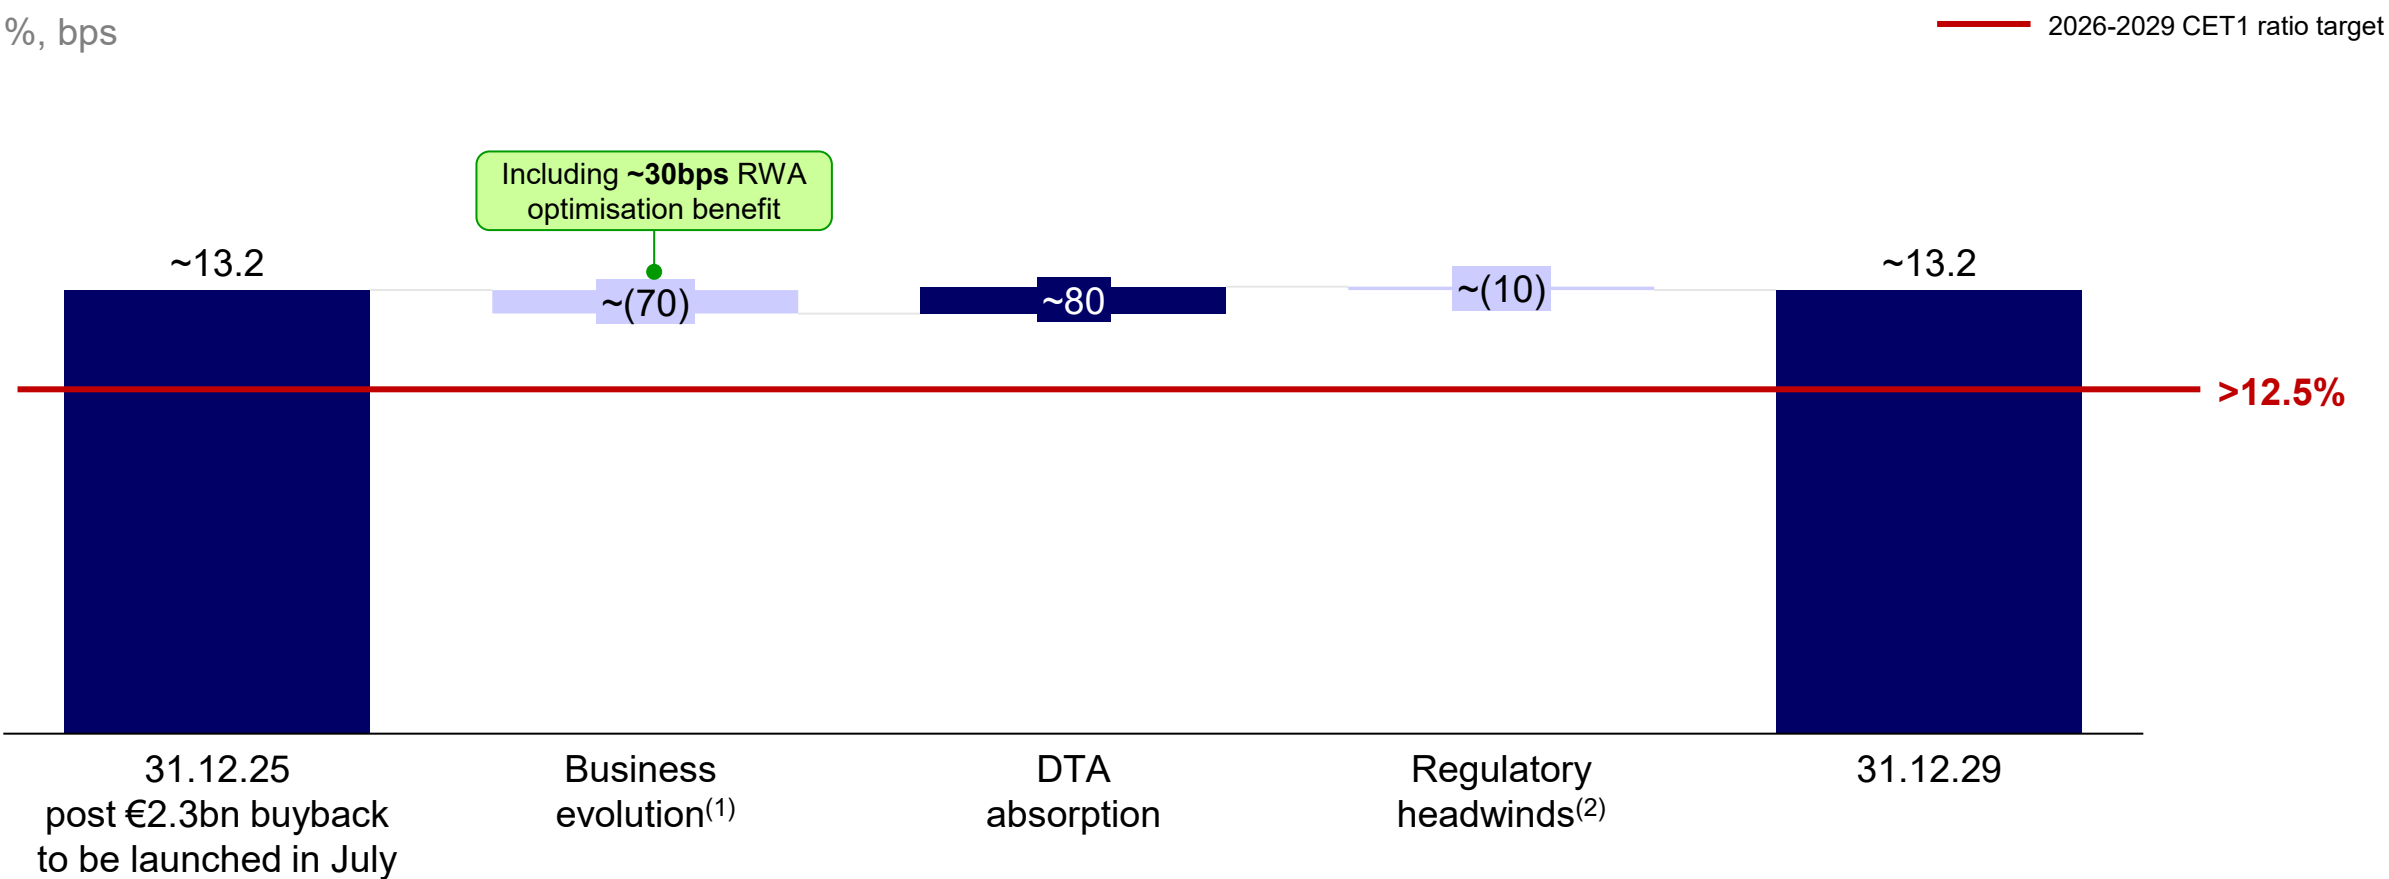 %, bps
2026-2029 CET1 ratio target
Including ~30bps RWA
optimisation benefit
~13.2
~(70)
~80
~(10)
~13.2
>12.5%
31.12.25
post €2.3bn buyback
to be launched in July
Business
evolution(1)
DTA
absorption
Regulatory
headwinds(2)
31.12.29